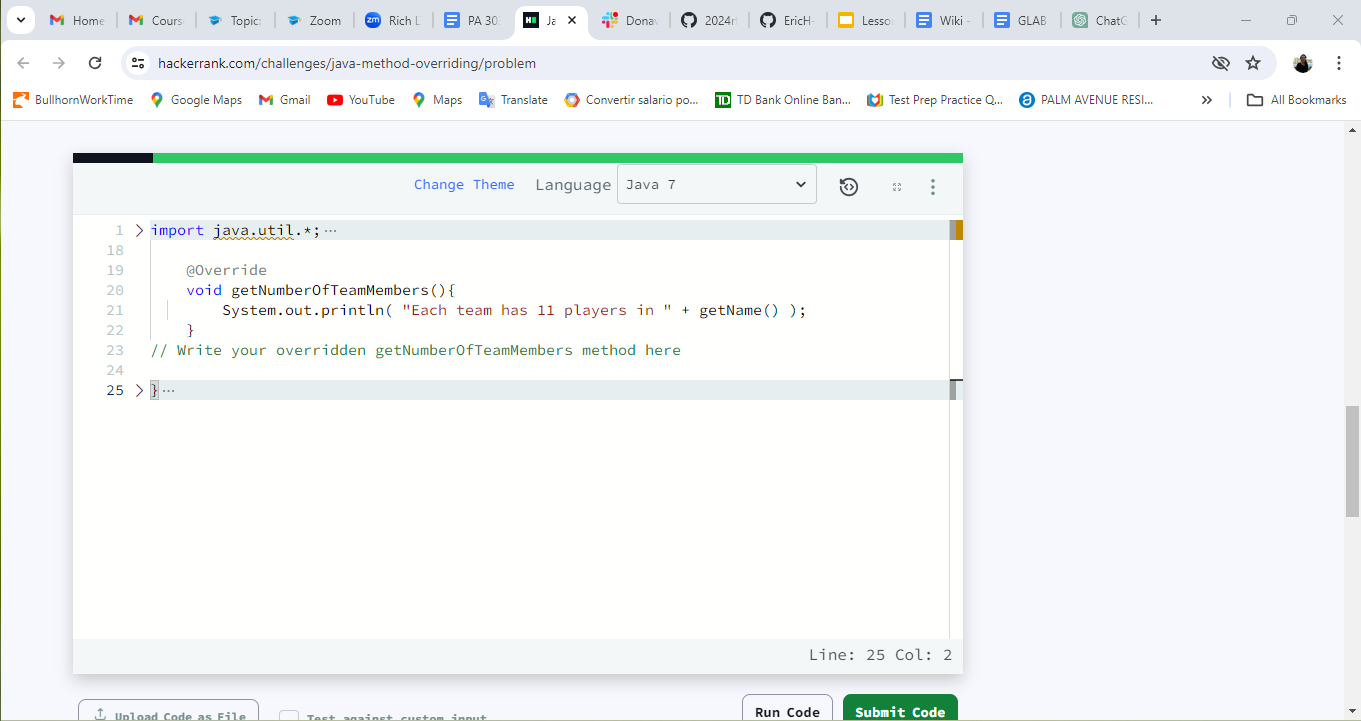 Home
Cours
Topic
Zoom
Rich L
PA 30
Ja
Dona
2024r
EricH-
Lesso
Wiki -
GLAB
ChatG
hackerrank.com/challenges/java-method-overriding/problem
BullhornWorkTime
Google Maps
Gmail
YouTube
Maps
Translate
Convertir salario po...
TD Bank Online Ban...
Test Prep Practice Q...
PALM AVENUE RESI...
All Bookmarks
Change Theme Language Java 7
1 import java.util.*;
18
19 @Override
20 void getNumberOfTeamMembers(){
21 System.out.println( "Each team has 11 players in " + getName() );
22 }
23 // Write your overridden getNumberOfTeamMembers method here
24
25 }
Line: 25 Col: 2
Upload Code as File
Test against custom input
Run Code
Submit Code